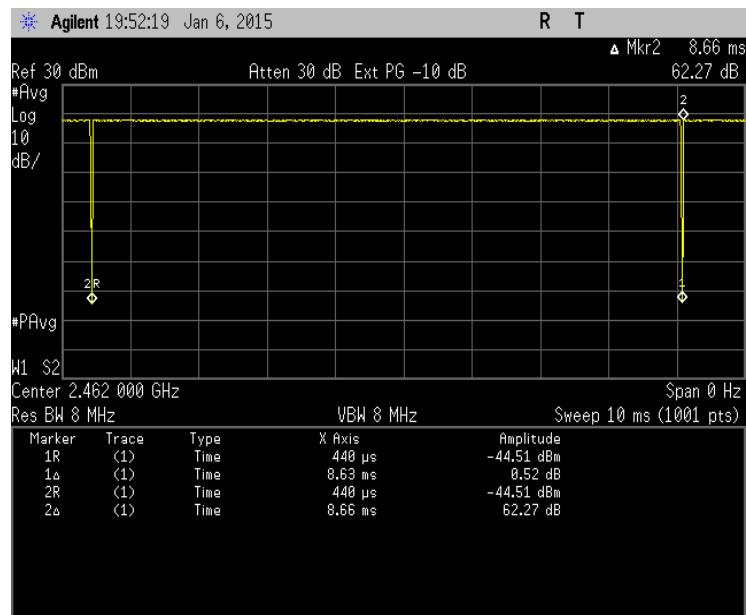 Agilent 19:52:19 Jan 6, 2015 R T
Δ Mkr2 8.66 ms
Ref 30 dBm Atten 30 dB Ext PG -10 dB 62.27 dB
#Avg
Log
10
dB/
2
2R
1
#PAvg
W1 S2
Center 2.462 000 GHz Span 0 Hz
Res BW 8 MHz VBW 8 MHz Sweep 10 ms (1001 pts)
Marker Trace Type X Axis Amplitude
1R (1) Time 440 µs -44.51 dBm
1Δ (1) Time 8.63 ms 0.52 dB
2R (1) Time 440 µs -44.51 dBm
2Δ (1) Time 8.66 ms 62.27 dB